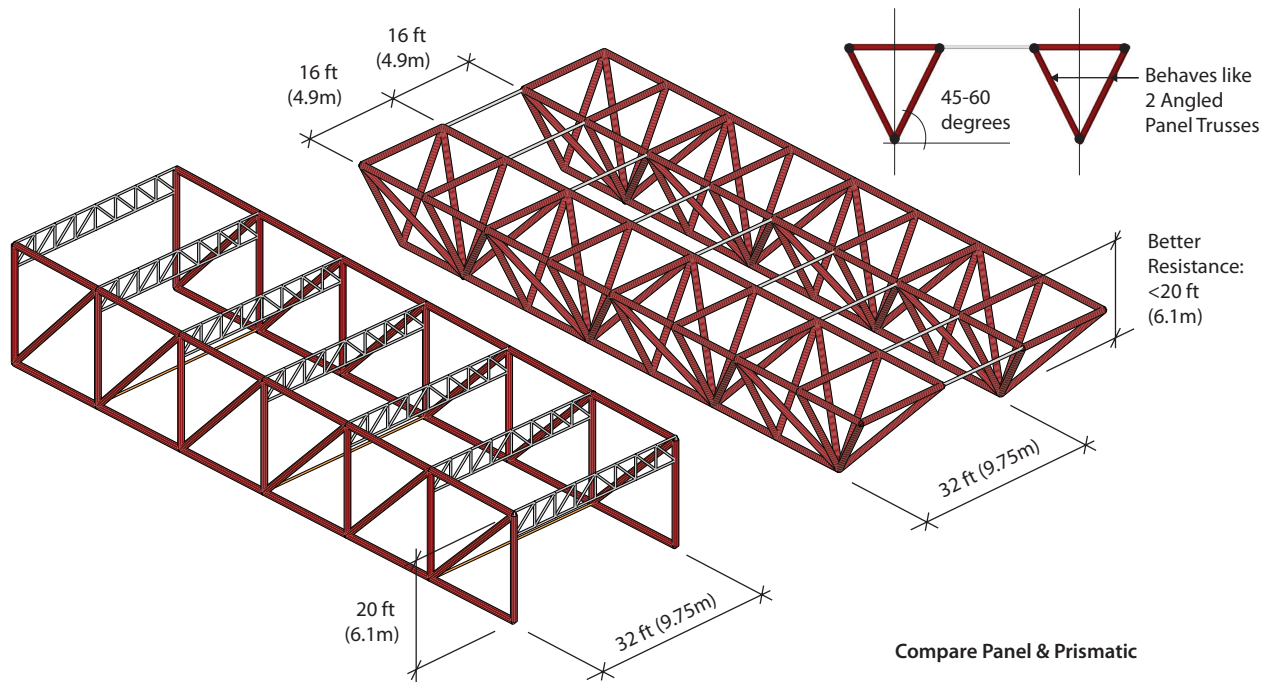 16 ft
(4.9m)
16 ft
(4.9m)
45-60
degrees
Behaves like
2 Angled
Panel Trusses
Better
Resistance:
<20 ft
(6.1m)
32 ft (9.75m)
20 ft
(6.1m)
32 ft (9.75m)
Compare Panel & Prismatic